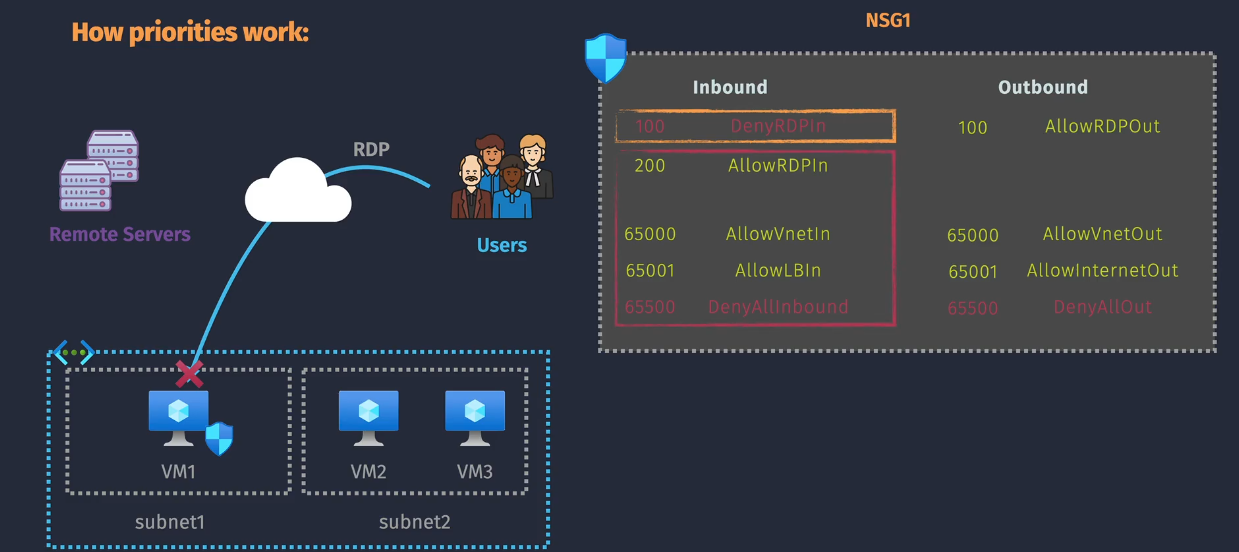 How priorities work:
NSG1
Remote Servers
RDP
Users
VM1
VM2
VM3
subnet1
subnet2
Inbound
100 DenyRDPIn
200 AllowRDPIn
65000 AllowVnetIn
65001 AllowLBIn
65500 DenyAllInbound
Outbound
100 AllowRDPOut
65000 AllowVnetOut
65001 AllowInternetOut
65500 DenyAllOut